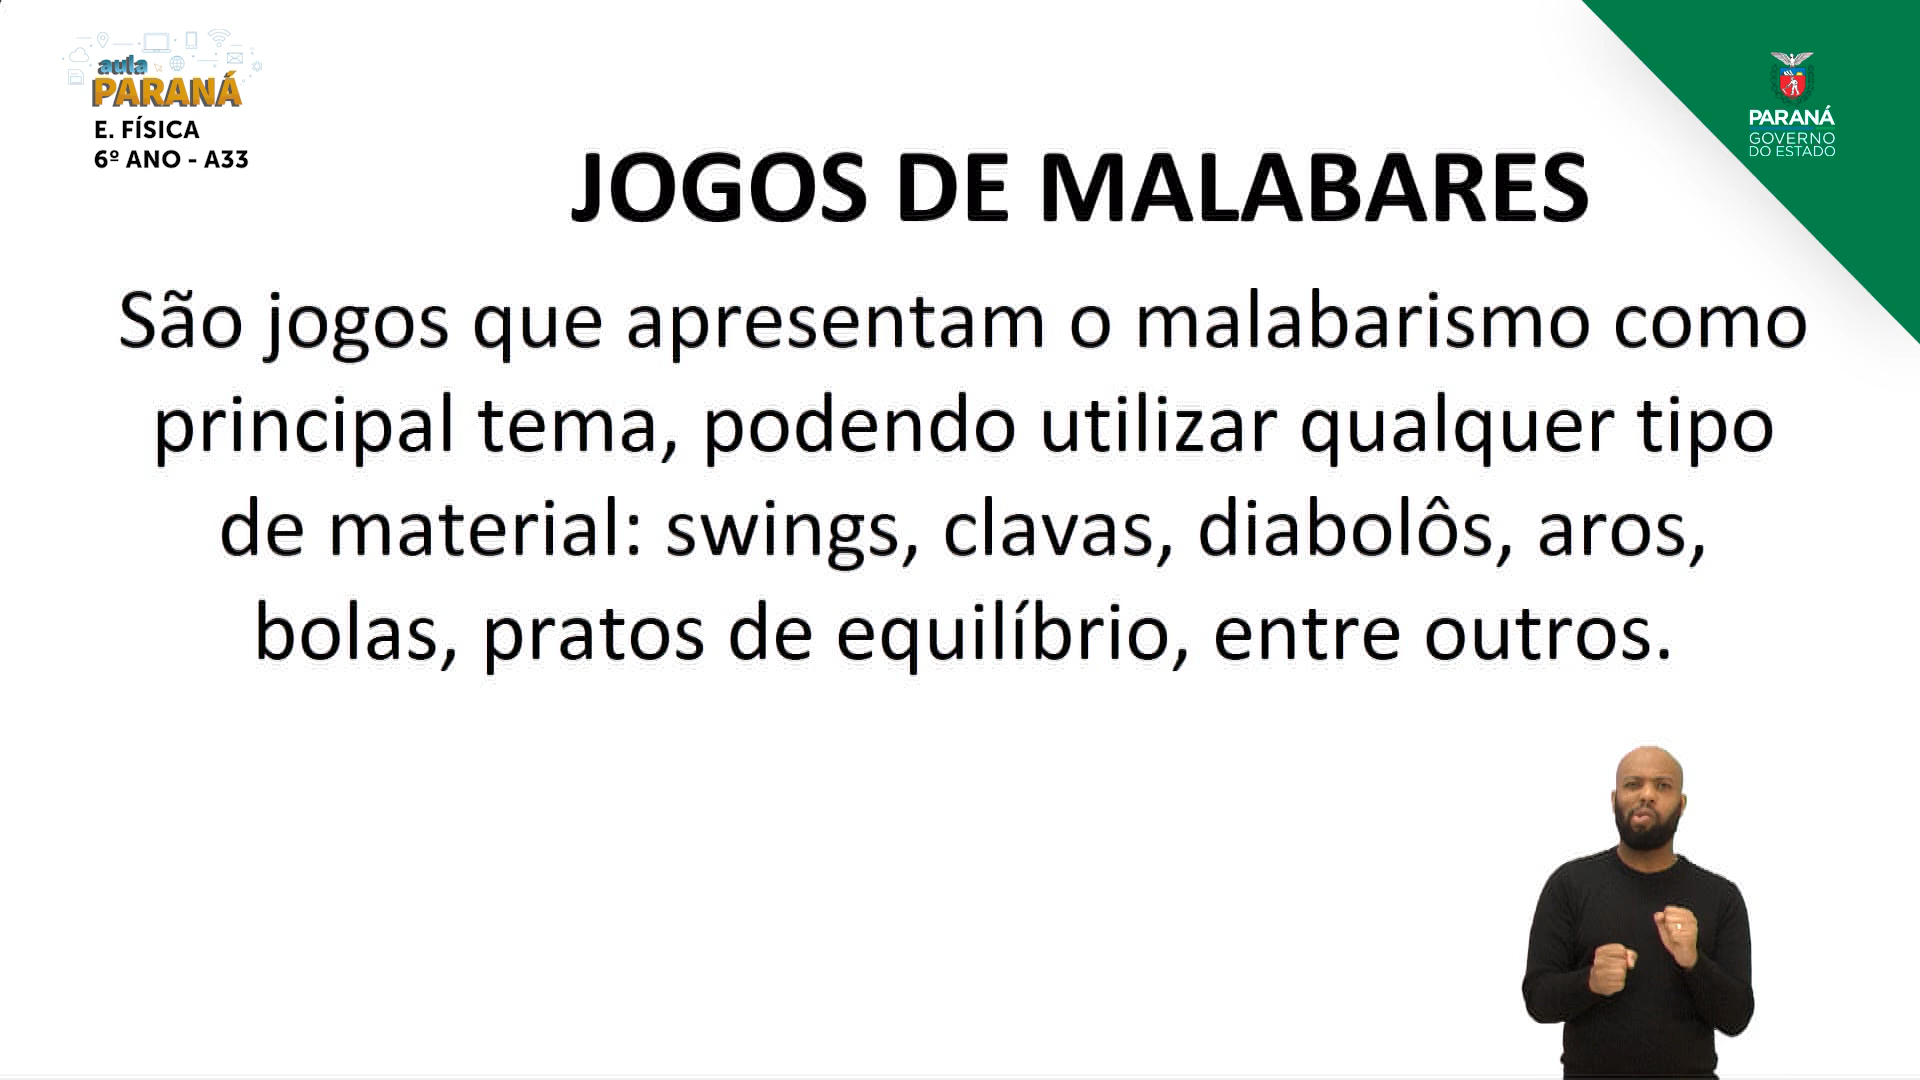 aula
PARANÁ
E. FÍSICA
6º ANO - A33
PARANÁ
GOVERNO
DO ESTADO
JOGOS DE MALABARES
São jogos que apresentam o malabarismo como
principal tema, podendo utilizar qualquer tipo
de material: swings, clavas, diabolôs, aros,
bolas, pratos de equilíbrio, entre outros.